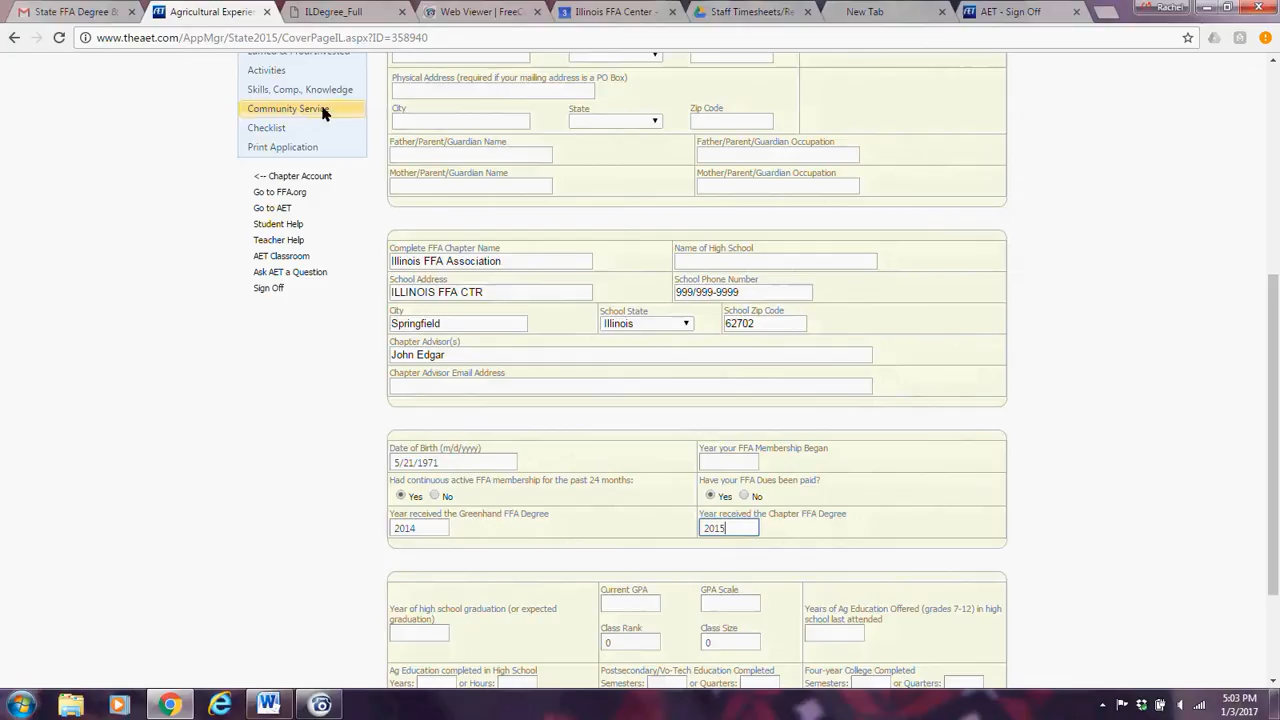 State FFA Degree &
Agricultural Experie
ILDegree_Full
Web Viewer | FreeC
Illinois FFA Center -
Staff Timesheets/Re
New Tab
AET - Sign Off
Rachel
www.theaet.com/AppMgr/State2015/CoverPageIL.aspx?ID=358940
Activities
Skills, Comp., Knowledge
Community Service
Checklist
Print Application
<-- Chapter Account
Go to FFA.org
Go to AET
Student Help
Teacher Help
AET Classroom
Ask AET a Question
Sign Off
Physical Address (required if your mailing address is a PO Box)
City State Zip Code
Father/Parent/Guardian Name Father/Parent/Guardian Occupation
Mother/Parent/Guardian Name Mother/Parent/Guardian Occupation
Complete FFA Chapter Name Name of High School
Illinois FFA Association
School Address School Phone Number
ILLINOIS FFA CTR 999/999-9999
City School State School Zip Code
Springfield Illinois 62702
Chapter Advisor(s)
John Edgar
Chapter Advisor Email Address
Date of Birth (m/d/yyyy) Year your FFA Membership Began
5/21/1971
Had continuous active FFA membership for the past 24 months: Have your FFA Dues been paid?
Yes No Yes No
Year received the Greenhand FFA Degree Year received the Chapter FFA Degree
2014 2015
Year of high school graduation (or expected graduation)
Current GPA GPA Scale
Class Rank Class Size
0 0
Years of Ag Education Offered (grades 7-12) in high school last attended
Ag Education completed in High School Postsecondary/Vo-Tech Education Completed Four-year College Completed
Years: or Hours: Semesters: or Quarters: Semesters: or Quarters:
5:03 PM
1/3/2017